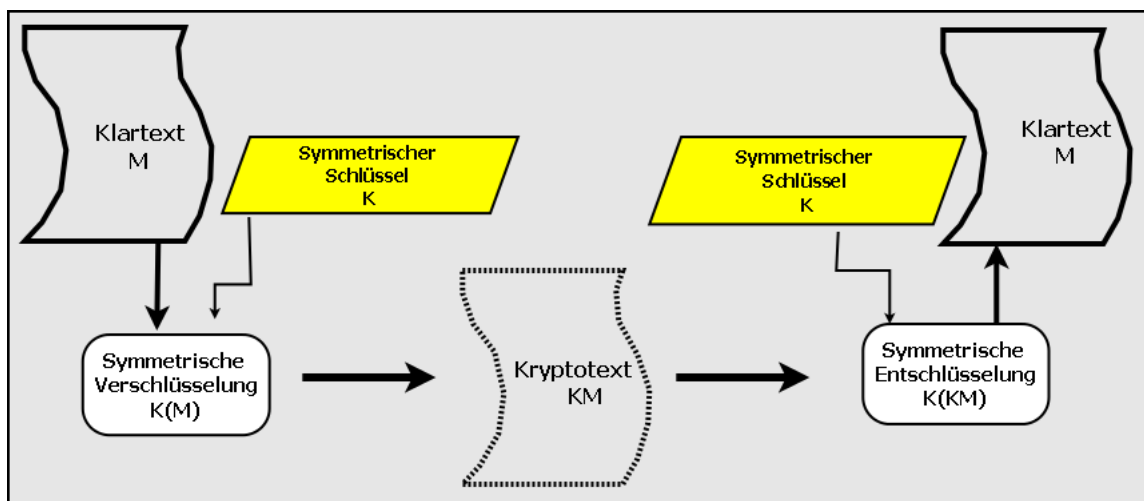 Klartext
M
Symmetrischer
Schlüssel
K
Symmetrischer
Schlüssel
K
Klartext
M
Symmetrische
Verschlüsselung
K(M)
Kryptotext
KM
Symmetrische
Entschlüsselung
K(KM)